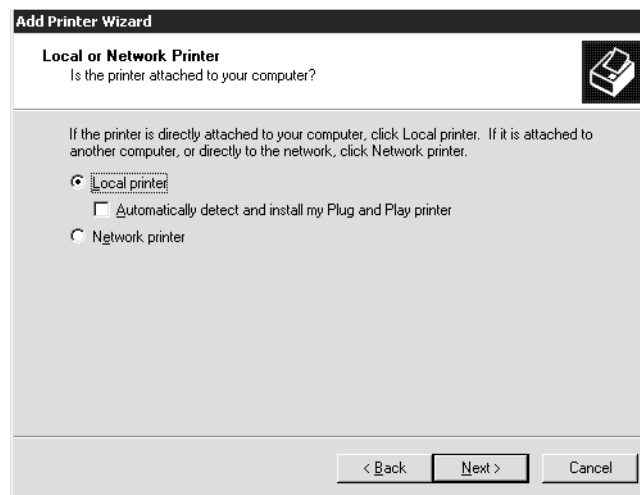 Add Printer Wizard
Local or Network Printer
Is the printer attached to your computer?
If the printer is directly attached to your computer, click Local printer. If it is attached to
another computer, or directly to the network, click Network printer.
Local printer
Automatically detect and install my Plug and Play printer
Network printer
< Back Next > Cancel